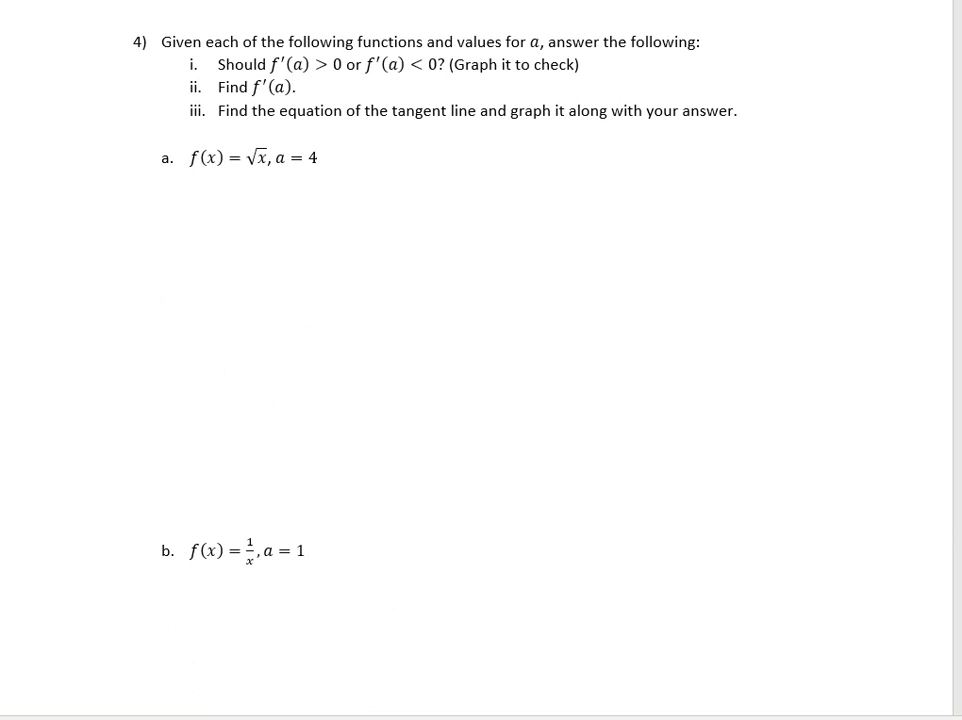 4) Given each of the following functions and values for a, answer the following:
i. Should f'(a) > 0 or f'(a) < 0? (Graph it to check)
ii. Find f'(a).
iii. Find the equation of the tangent line and graph it along with your answer.
a. f(x) = √x, a = 4
b. f(x) = 1/x, a = 1